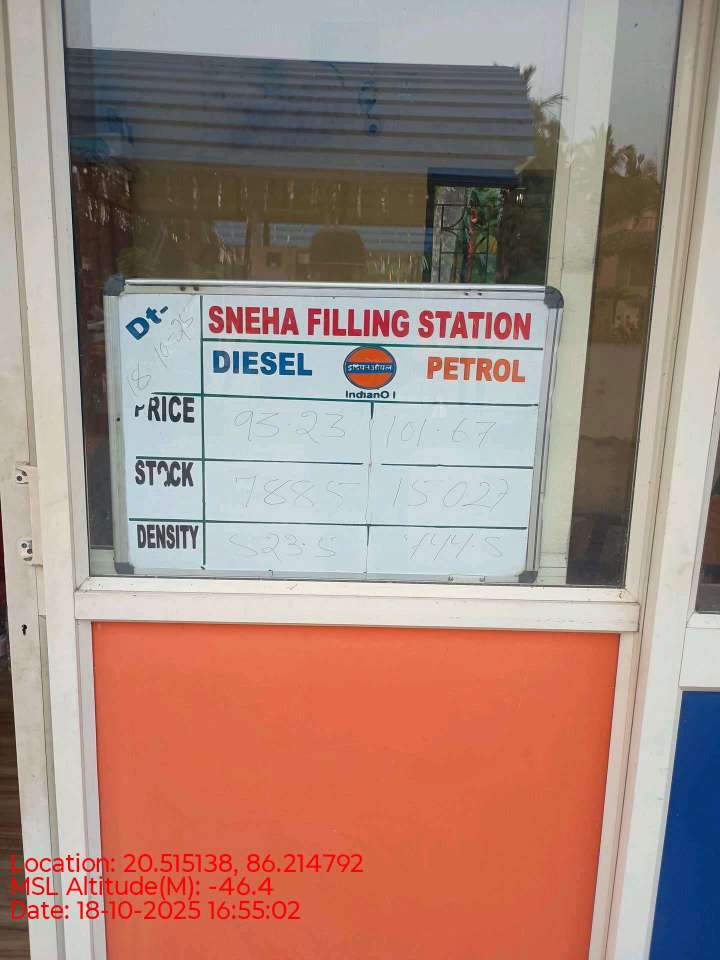 Dt- 18-10-25
SNEHA FILLING STATION
DIESEL इंडियनऑयल PETROL
IndianOil
PRICE 93.23 101.67
STOCK 7885 15027
DENSITY 823.5 744.5
Location: 20.515138, 86.214792
MSL Altitude(M): -46.4
Date: 18-10-2025 16:55:02